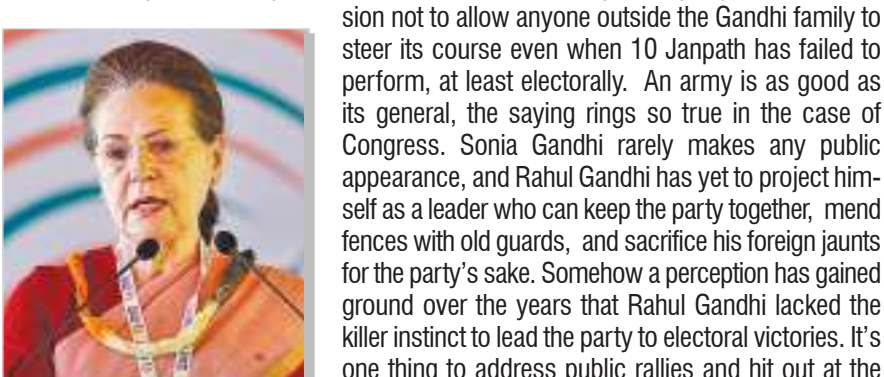 sion not to allow anyone outside the Gandhi family to
steer its course even when 10 Janpath has failed to
perform, at least electorally. An army is as good as
its general, the saying rings so true in the case of
Congress. Sonia Gandhi rarely makes any public
appearance, and Rahul Gandhi has yet to project him-
self as a leader who can keep the party together, mend
fences with old guards, and sacrifice his foreign jaunts
for the party's sake. Somehow a perception has gained
ground over the years that Rahul Gandhi lacked the
killer instinct to lead the party to electoral victories. It's
one thing to address public rallies and hit out at the